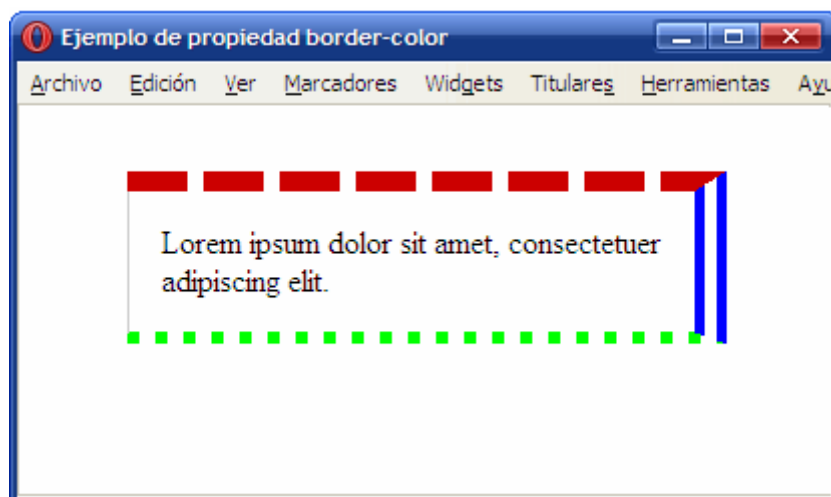 Ejemplo de propiedad border-color
Archivo Edición Ver Marcadores Widgets Titulares Herramientas Ayu
Lorem ipsum dolor sit amet, consectetuer
adipiscing elit.